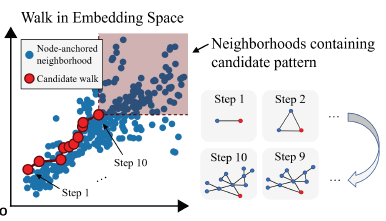 Walk in Embedding Space
Node-anchored
neighborhood
Candidate walk
Neighborhoods containing
candidate pattern
Step 10
Step 1
...
Step 1
Step 2
...
Step 10
Step 9
...
o